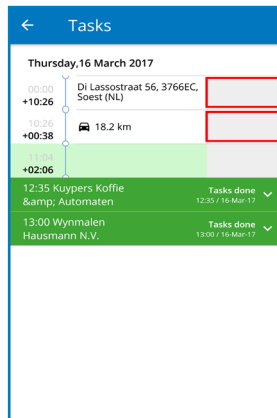 Tasks
Thursday,16 March 2017
00:00
+10:26
Di Lassostraat 56, 3766EC,
Soest (NL)
10:26
+00:38
18.2 km
11:04
+02:06
12:35 Kuypers Koffie
&amp; Automaten
Tasks done
12:35 / 16-Mar-17
13:00 Wynmalen
Hausmann N.V.
Tasks done
13:00 / 16-Mar-17